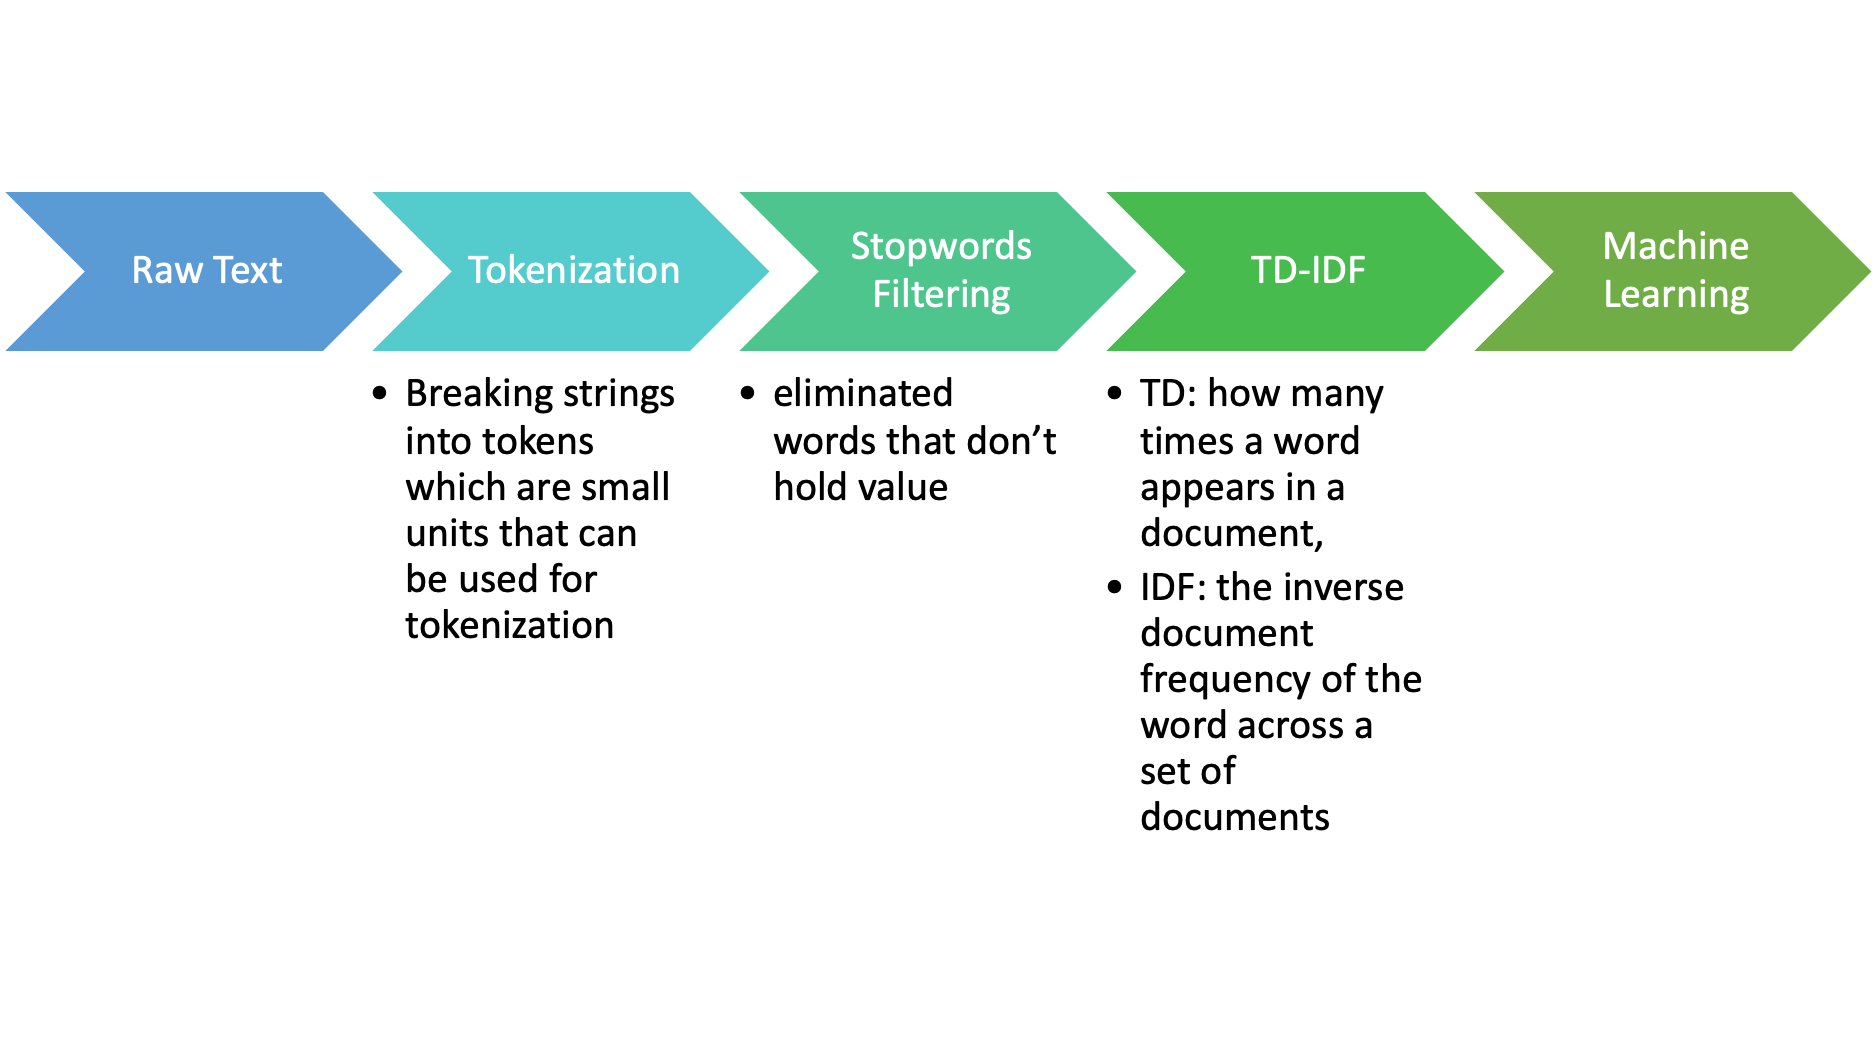 Raw Text
Tokenization
• Breaking strings
into tokens
which are small
units that can
be used for
tokenization
Stopwords
Filtering
• eliminated
words that don’t
hold value
TD-IDF
• TD: how many
times a word
appears in a
document,
• IDF: the inverse
document
frequency of the
word across a
set of
documents
Machine
Learning